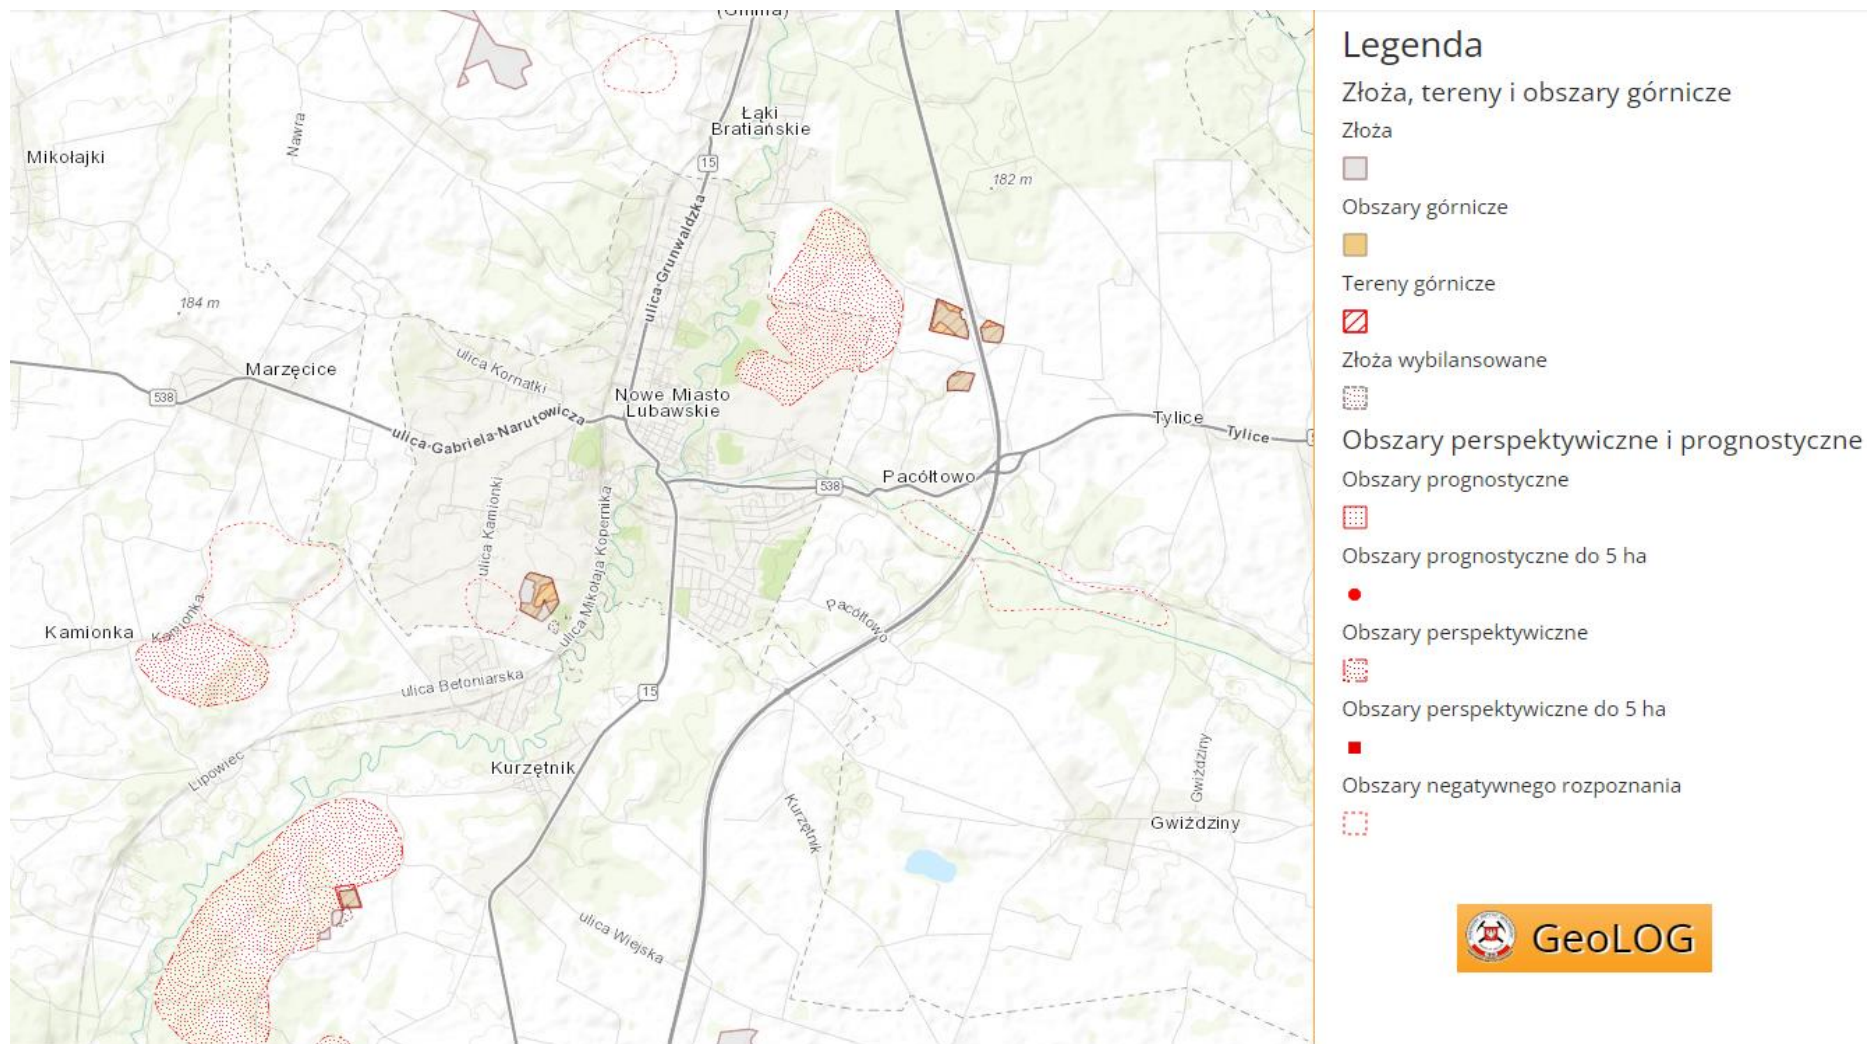 (Gmina)
Łąki
Bratiańskie
Nawra
Mikołajki
15
182 m
ulica Grunwaldzka
184 m
ulica Kornatki
Marzęcice
538
Nowe Miasto
Lubawskie
ulica Gabriela Narutowicza
Tylice
Tylice
Pacółtowo
538
ulica Kamionki
ulica Mikołaja Kopernika
Kamionka
Kamionka
Pacółtowo
ulica Betoniarska
15
Lipowiec
Kurzętnik
Kurzętnik
Gwiździny
Gwiździny
ulica Wiejska
Legenda
Złoża, tereny i obszary górnicze
Złoża
Obszary górnicze
Tereny górnicze
Złoża wybilansowane
Obszary perspektywiczne i prognostyczne
Obszary prognostyczne
Obszary prognostyczne do 5 ha
Obszary perspektywiczne
Obszary perspektywiczne do 5 ha
Obszary negatywnego rozpoznania
GeoLOG